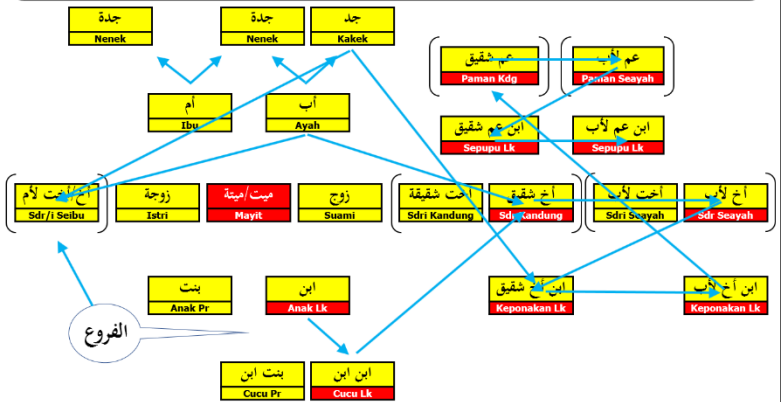 جدة
Nenek
جدة
Nenek
جد
Kakek
عم شقيق
Paman Kdg
عم لأب
Paman Seayah
أم
Ibu
أب
Ayah
ابن عم شقيق
Sepupu Lk
ابن عم لأب
Sepupu Lk
أخ/أخت لأم
Sdr/i Seibu
زوجة
Istri
ميت/ميتة
Mayit
زوج
Suami
أخت شقيقة
Sdri Kandung
أخ شقيق
Sdr Kandung
أخت لأب
Sdri Seayah
أخ لأب
Sdr Seayah
بنت
Anak Pr
ابن
Anak Lk
ابن أخ شقيق
Keponakan Lk
ابن أخ لأب
Keponakan Lk
الفروع
بنت ابن
Cucu Pr
ابن ابن
Cucu Lk